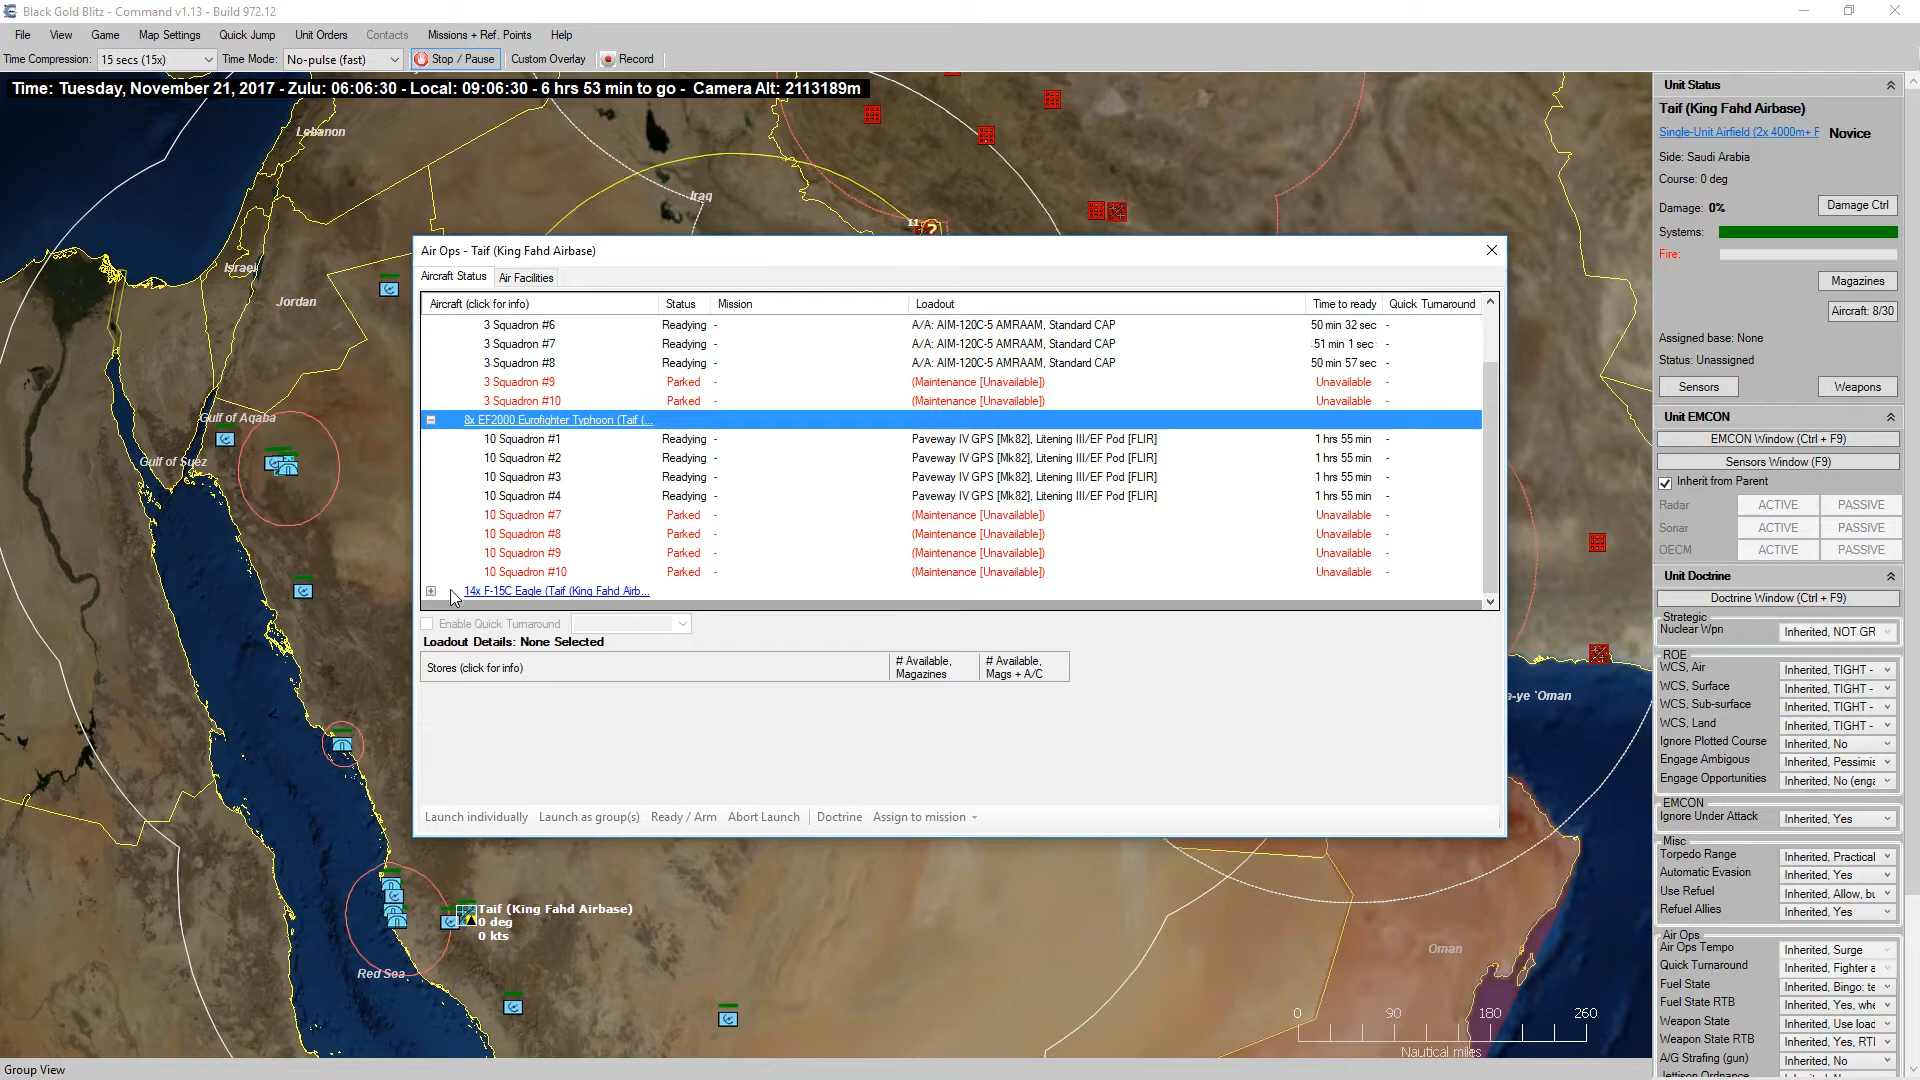 Black Gold Blitz - Command v1.13 - Build 972.12
File View Game Map Settings Quick Jump Unit Orders Contacts Missions + Ref. Points Help
Time Compression: 15 secs (15x) Time Mode: No-pulse (fast) Stop / Pause Custom Overlay Record
Time: Tuesday, November 21, 2017 - Zulu: 06:06:30 - Local: 09:06:30 - 6 hrs 53 min to go - Camera Alt: 2113189m
Lebanon
Iraq
Israel
Jordan
Gulf of Aqaba
Gulf of Suez
Air Ops - Taif (King Fahd Airbase)
Aircraft Status Air Facilities
Aircraft (click for info) Status Mission Loadout Time to ready Quick Turnaround
3 Squadron #6 Readying - A/A: AIM-120C-5 AMRAAM, Standard CAP 50 min 32 sec -
3 Squadron #7 Readying - A/A: AIM-120C-5 AMRAAM, Standard CAP 51 min 1 sec -
3 Squadron #8 Readying - A/A: AIM-120C-5 AMRAAM, Standard CAP 50 min 57 sec -
3 Squadron #9 Parked - (Maintenance [Unavailable]) Unavailable -
3 Squadron #10 Parked - (Maintenance [Unavailable]) Unavailable -
8x EF2000 Eurofighter Typhoon (Taif (...
10 Squadron #1 Readying - Paveway IV GPS [Mk82], Litening III/EF Pod [FLIR] 1 hrs 55 min -
10 Squadron #2 Readying - Paveway IV GPS [Mk82], Litening III/EF Pod [FLIR] 1 hrs 55 min -
10 Squadron #3 Readying - Paveway IV GPS [Mk82], Litening III/EF Pod [FLIR] 1 hrs 55 min -
10 Squadron #4 Readying - Paveway IV GPS [Mk82], Litening III/EF Pod [FLIR] 1 hrs 55 min -
10 Squadron #7 Parked - (Maintenance [Unavailable]) Unavailable -
10 Squadron #8 Parked - (Maintenance [Unavailable]) Unavailable -
10 Squadron #9 Parked - (Maintenance [Unavailable]) Unavailable -
10 Squadron #10 Parked - (Maintenance [Unavailable]) Unavailable -
14x F-15C Eagle (Taif (King Fahd Airb...
Enable Quick Turnaround
Loadout Details: None Selected
Stores (click for info) # Available, Magazines # Available, Mags + A/C
Launch individually Launch as group(s) Ready / Arm Abort Launch Doctrine Assign to mission
Taif (King Fahd Airbase)
0 deg
0 kts
Red Sea
Oman
0 90 180 260
Nautical miles
Group View
Unit Status
Taif (King Fahd Airbase)
Single-Unit Airfield (2x 4000m+ F Novice
Side: Saudi Arabia
Course: 0 deg
Damage: 0% Damage Ctrl
Systems:
Fire:
Magazines
Aircraft: 8/30
Assigned base: None
Status: Unassigned
Sensors Weapons
Unit EMCON
EMCON Window (Ctrl + F9)
Sensors Window (F9)
Inherit from Parent
Radar ACTIVE PASSIVE
Sonar ACTIVE PASSIVE
OECM ACTIVE PASSIVE
Unit Doctrine
Doctrine Window (Ctrl + F9)
Strategic
Nuclear Wpn Inherited, NOT GR
ROE
WCS, Air Inherited, TIGHT -
WCS, Surface Inherited, TIGHT -
WCS, Sub-surface Inherited, TIGHT -
WCS, Land Inherited, TIGHT -
Ignore Plotted Course Inherited, No
Engage Ambiguous Inherited, Pessimis
Engage Opportunities Inherited, No (enga
EMCON
Ignore Under Attack Inherited, Yes
Misc
Torpedo Range Inherited, Practical
Automatic Evasion Inherited, Yes
Use Refuel Inherited, Allow, bu
Refuel Allies Inherited, Yes
Air Ops
Air Ops Tempo Inherited, Surge
Quick Turnaround Inherited, Fighter a
Fuel State Inherited, Bingo: te
Fuel State RTB Inherited, Yes, whe
Weapon State Inherited, Use load
Weapon State RTB Inherited, Yes, RTI
A/G Strafing (gun) Inherited, No